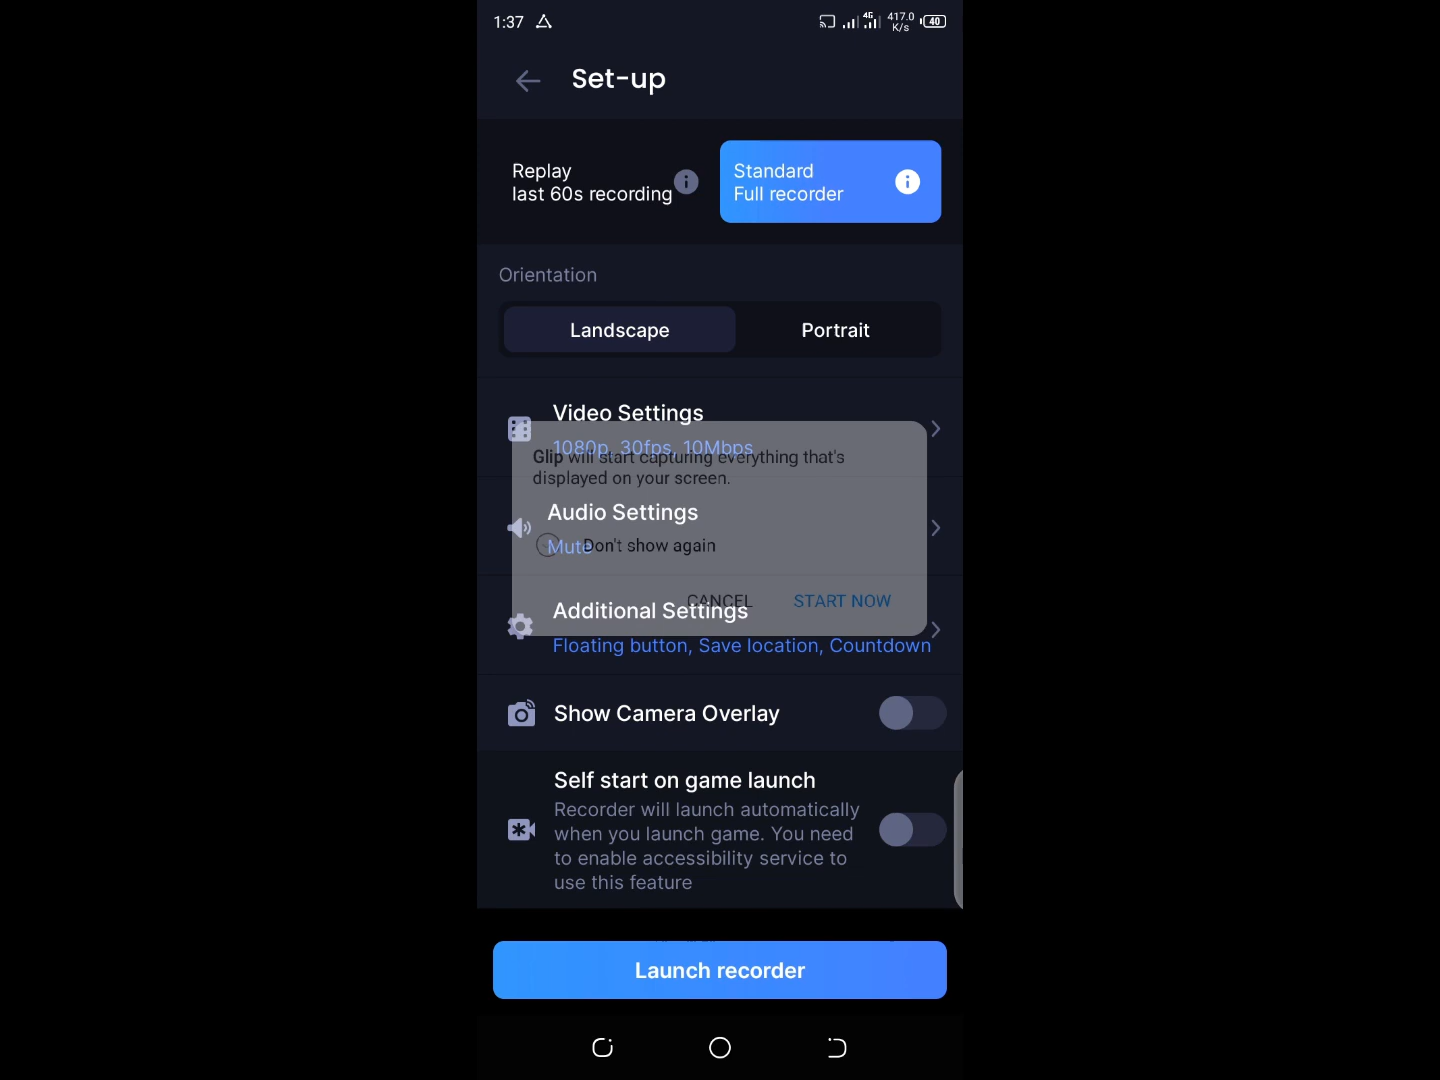 1:37
4G
417.0
K/s
40
Set-up
Replay
last 60s recording
Standard
Full recorder
Orientation
Landscape
Portrait
Video Settings
1080p, 30fps, 10Mbps
Glip will start capturing everything that's
displayed on your screen.
Audio Settings
Mute
Don't show again
CANCEL
START NOW
Additional Settings
Floating button, Save location, Countdown
Show Camera Overlay
Self start on game launch
Recorder will launch automatically
when you launch game. You need
to enable accessibility service to
use this feature
Launch recorder